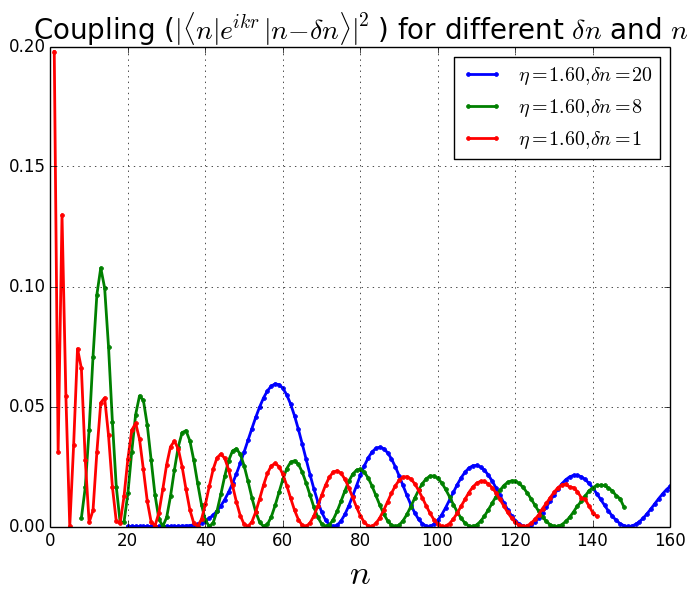 Coupling (|⟨n|e^{ikr}|n−δn⟩|² ) for different δn and n
0.20
η=1.60,δn=20
η=1.60,δn=8
η=1.60,δn=1
0.15
0.10
0.05
0.00
0 20 40 60 80 100 120 140 160
n